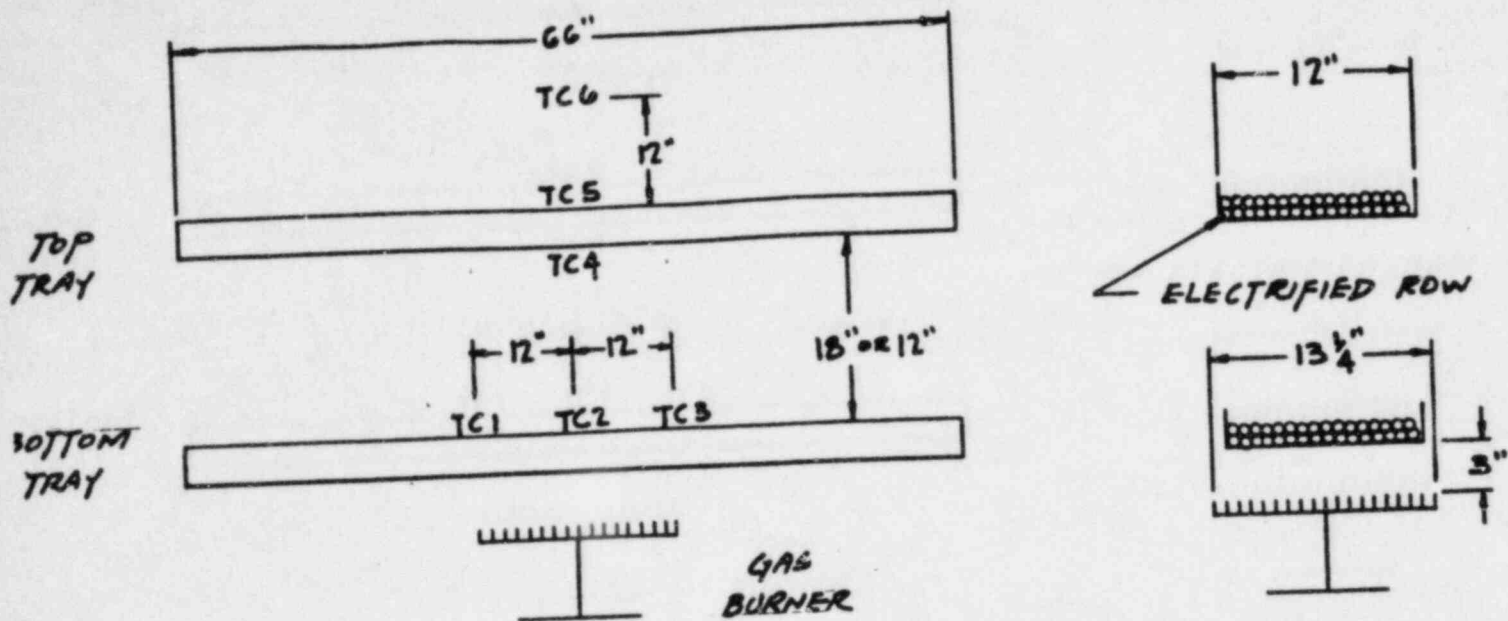 66"
TC6
12"
12"
TC5
TOP
TRAY
TC4
ELECTRIFIED ROW
12"
12"
18" OR 12"
13 1/4"
TC1
TC2
TC3
BOTTOM
TRAY
3"
GAS
BURNER